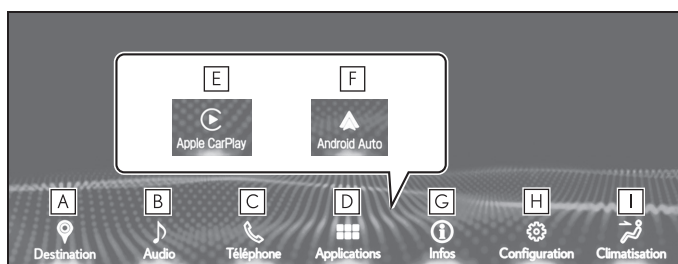 E F
Apple CarPlay Android Auto
A B C D G H I
Destination Audio Téléphone Applications Infos Configuration Climatisation